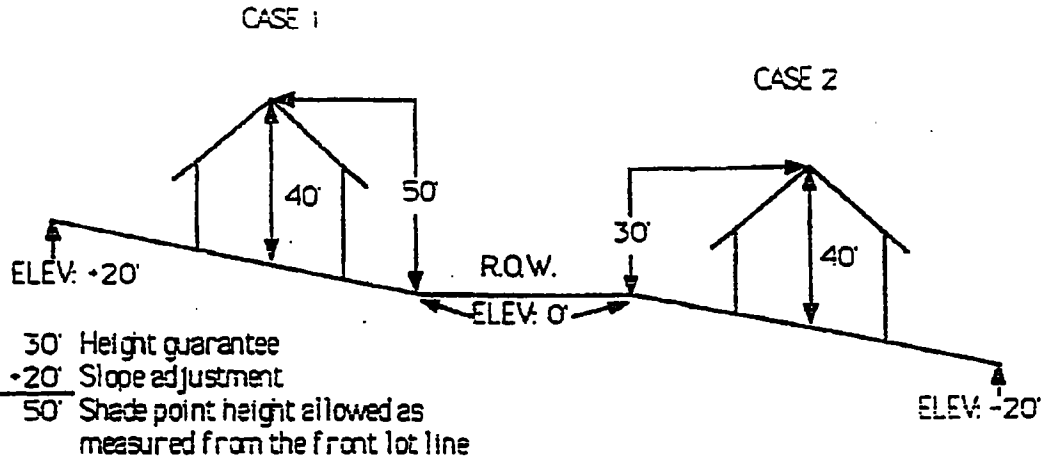 CASE 1
CASE 2
50'
40'
30'
40'
R.O.W.
ELEV: +20'
ELEV: 0'
30' Height guarantee
+20' Slope adjustment
50' Shade point height allowed as
measured from the front lot line
ELEV: -20'